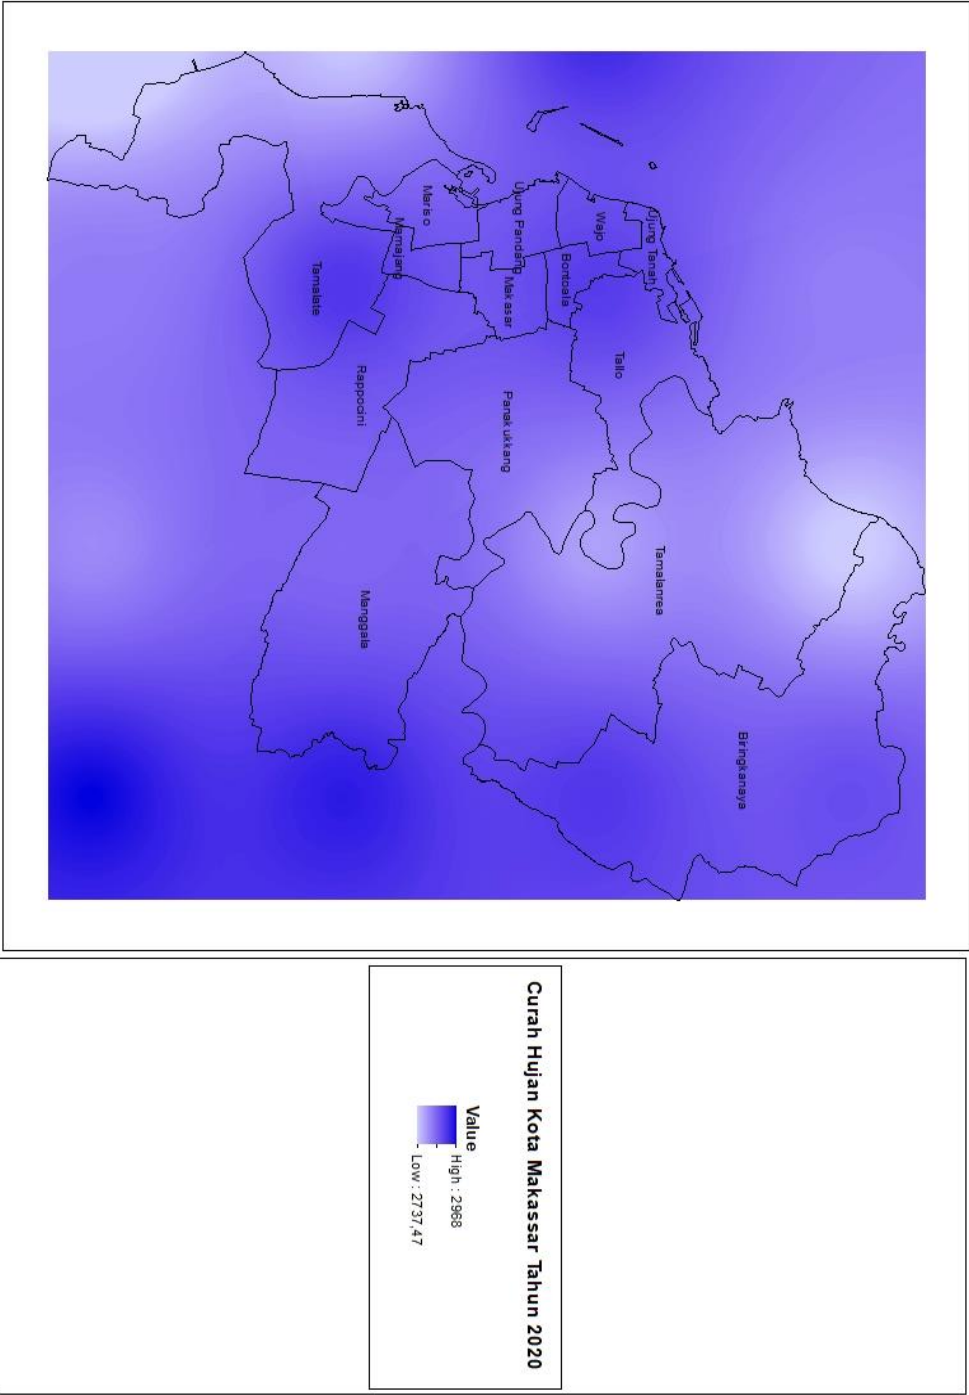 Biringkanaya
Ujung Tanah
Tamalanrea
Tallo
Wajo
Bontoala
Ujung Pandang
Makasar
Panakukkang
Mariso
Mamajang
Rappocini
Manggala
Tamalate
Curah Hujan Kota Makassar Tahun 2020
Value
High : 2968
Low : 2737,47